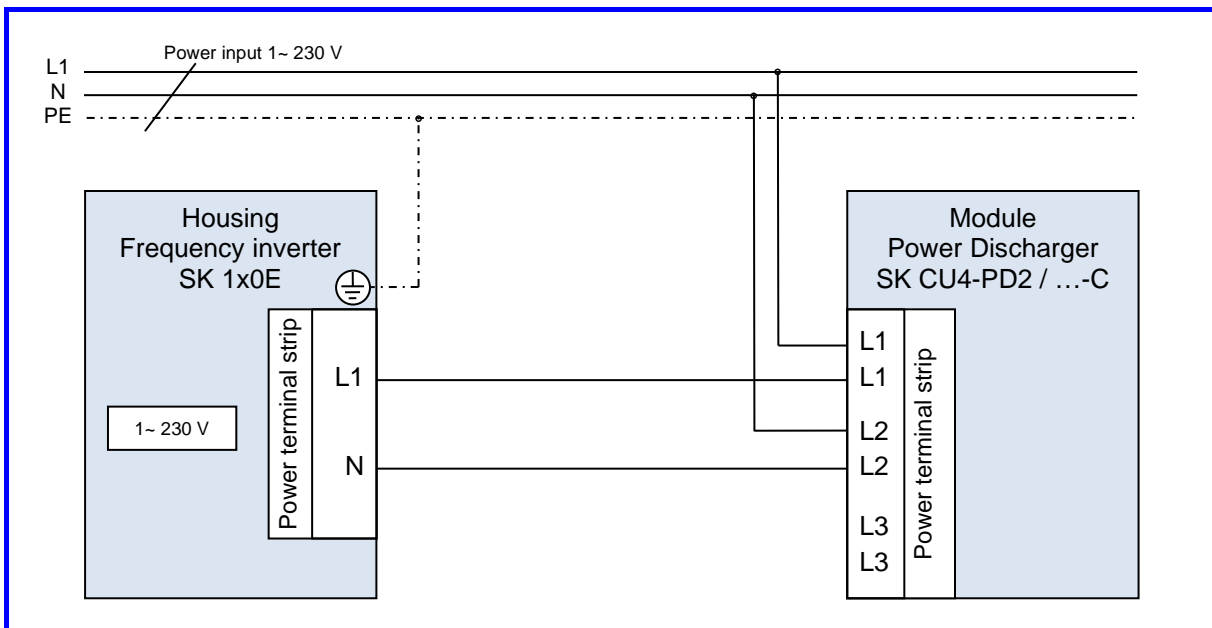 Power input 1~ 230 V
L1
N
PE
Housing
Frequency inverter
SK 1x0E
Power terminal strip
L1
N
1~ 230 V
Module
Power Discharger
SK CU4-PD2 / …-C
L1
L1
L2
L2
L3
L3
Power terminal strip